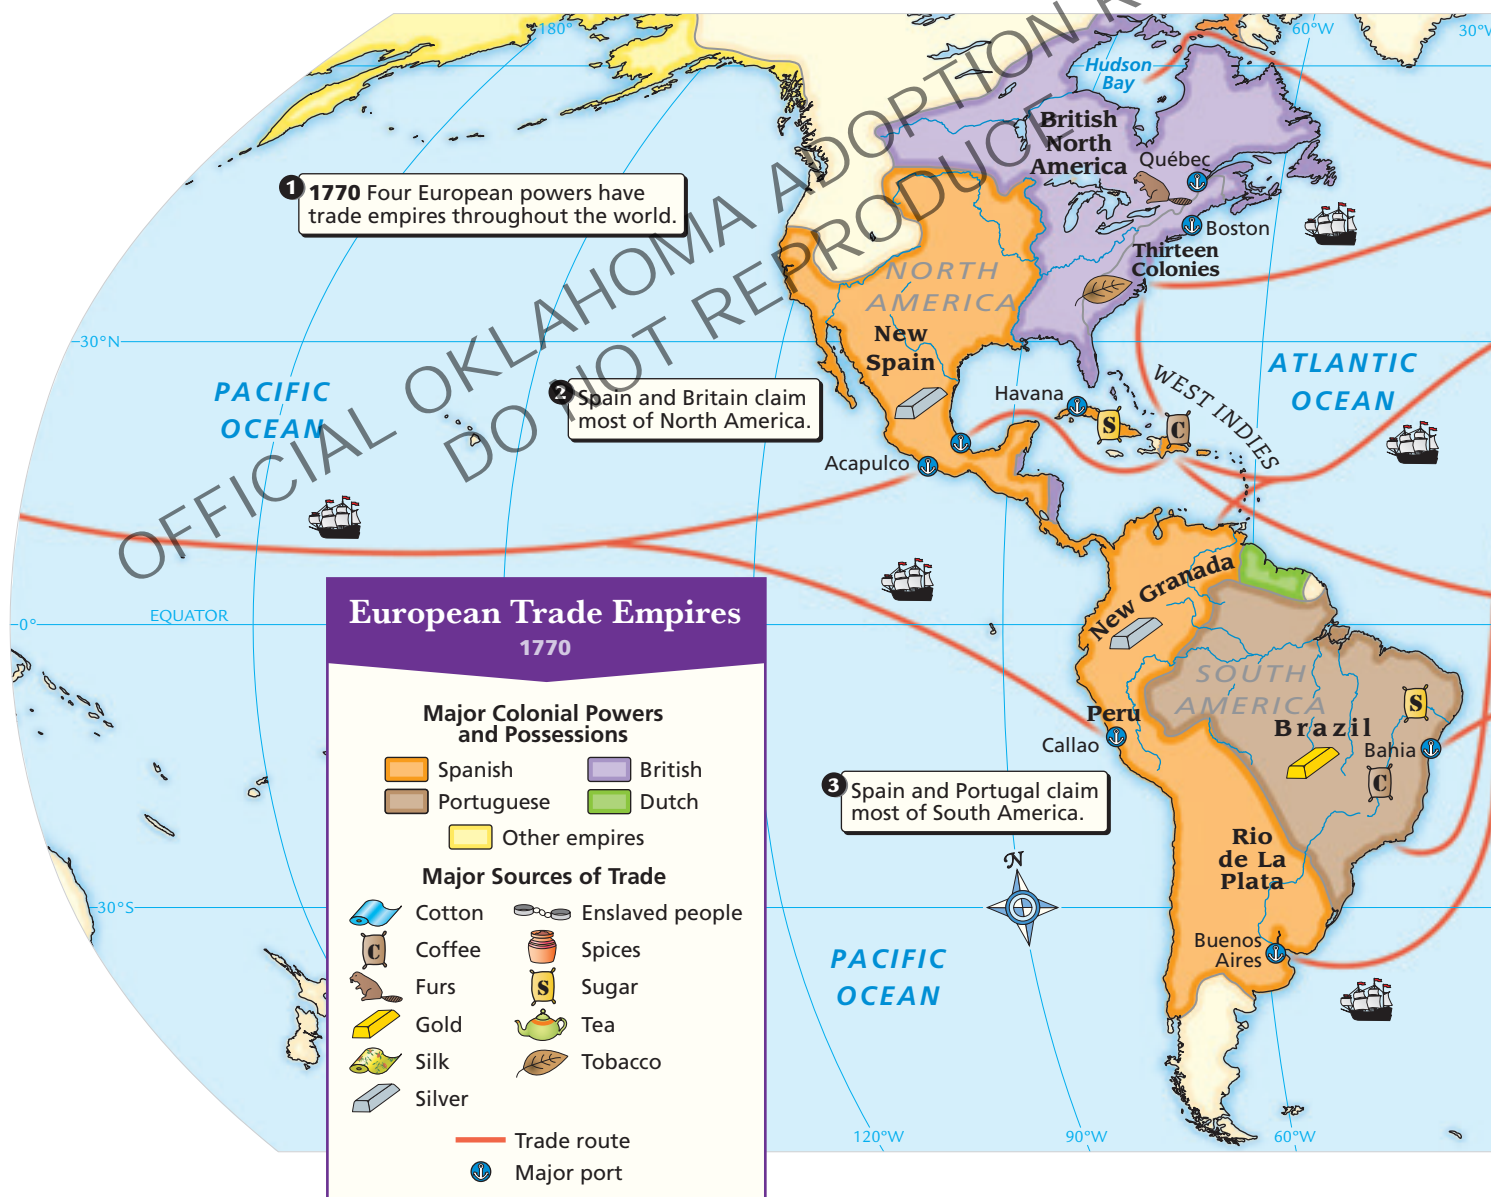 180°
60°W
30°W
Hudson
Bay
British
North
America
Québec
1 1770 Four European powers have
trade empires throughout the world.
Boston
Thirteen
Colonies
NORTH
AMERICA
New
Spain
30°N
PACIFIC
OCEAN
ATLANTIC
OCEAN
2 Spain and Britain claim
most of North America.
Havana
WEST INDIES
S
C
Acapulco
OFFICIAL OKLAHOMA ADOPTION R
DO NOT REPRODUCE
New Granada
0°
EQUATOR
SOUTH
AMERICA
Peru
Callao
Brazil
S
Bahia
C
3 Spain and Portugal claim
most of South America.
Rio
de La
Plata
N
30°S
Buenos
Aires
PACIFIC
OCEAN
120°W
90°W
60°W
European Trade Empires
1770
Major Colonial Powers
and Possessions
Spanish
British
Portuguese
Dutch
Other empires
Major Sources of Trade
Cotton
Enslaved people
C Coffee
Spices
Furs
S Sugar
Gold
Tea
Silk
Tobacco
Silver
Trade route
Major port